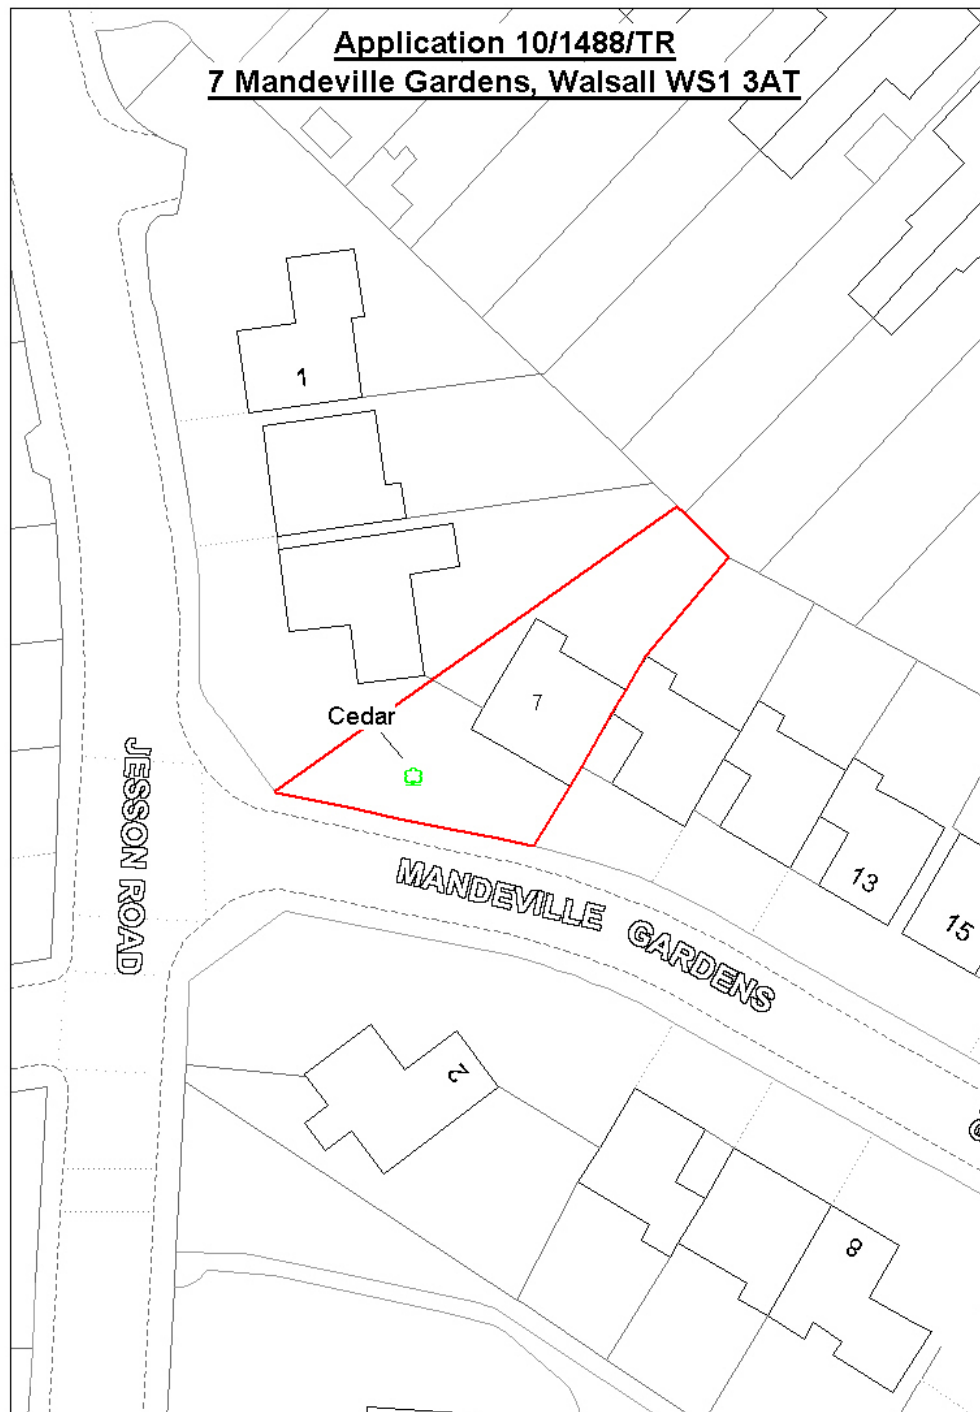 Application 10/1488/TR
7 Mandeville Gardens, Walsall WS1 3AT
1
7
Cedar
JESSON ROAD
MANDEVILLE GARDENS
13
15
2
8